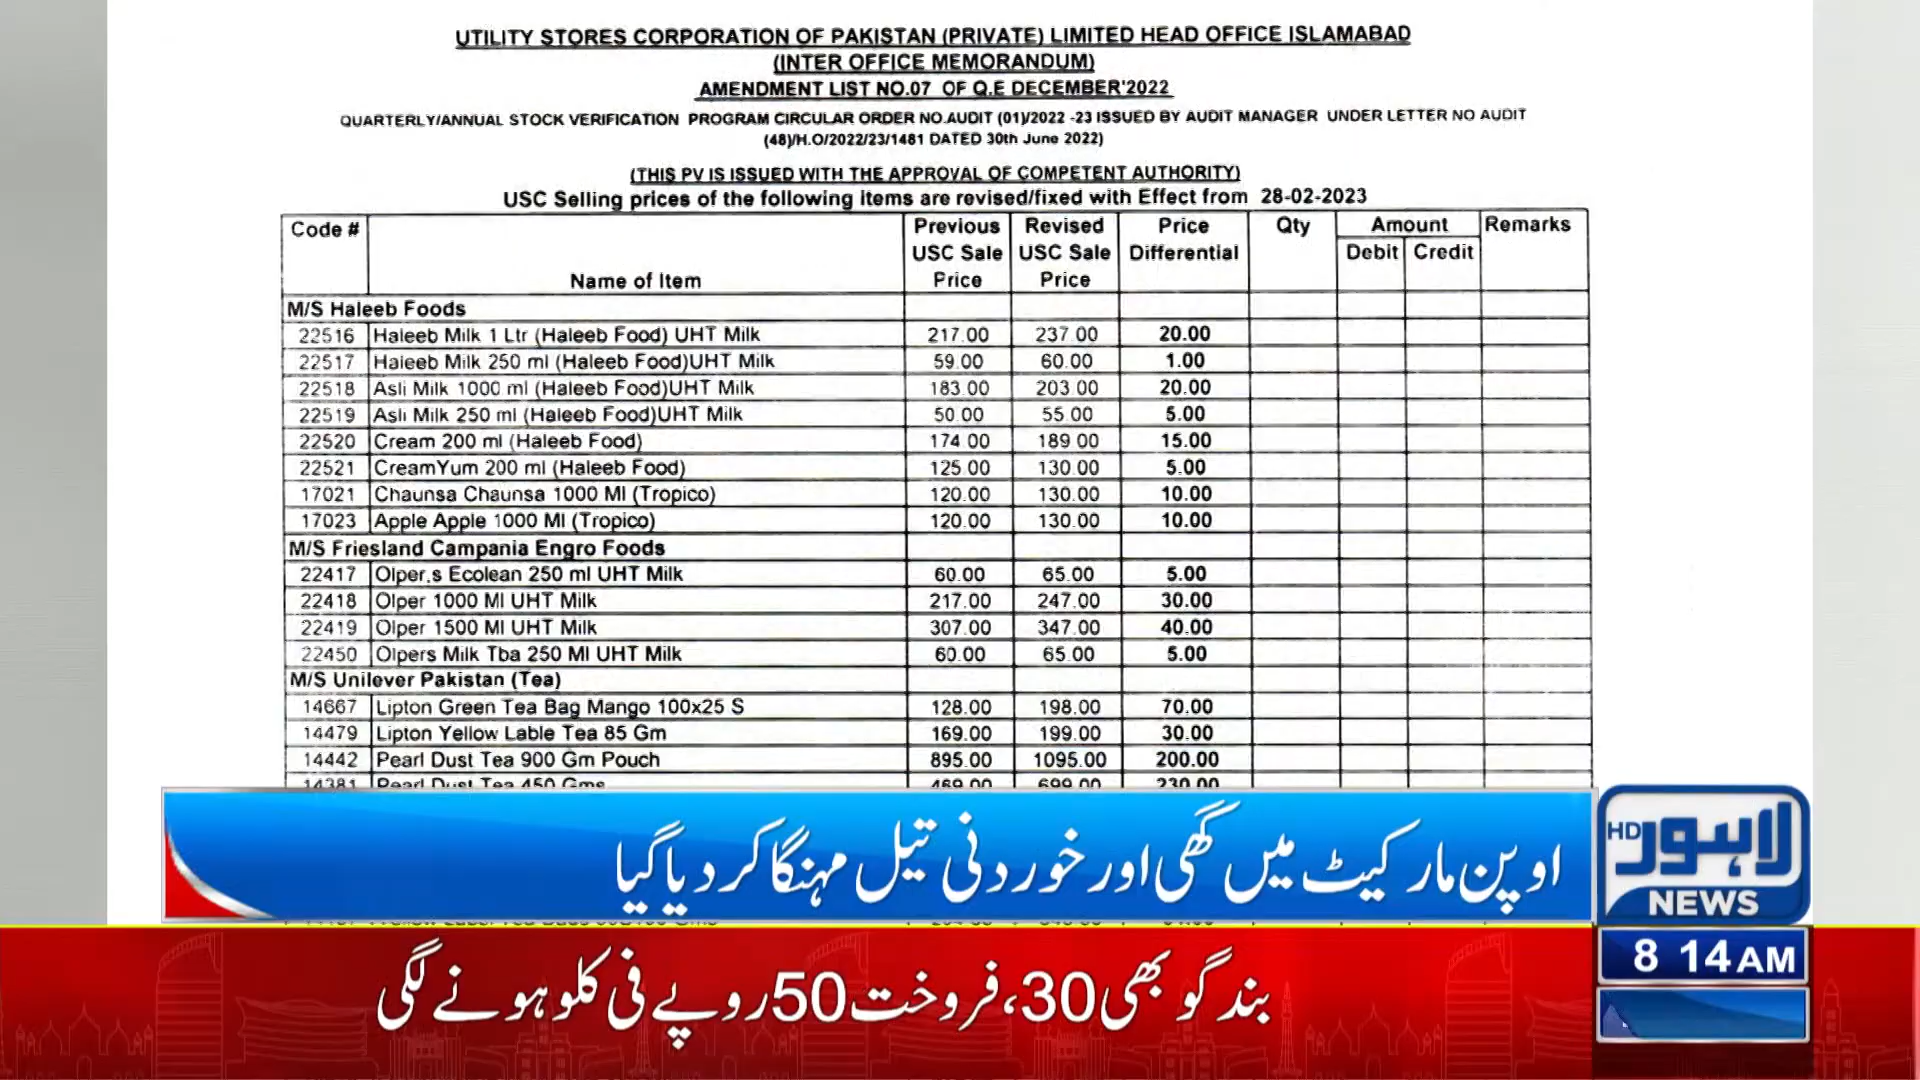 UTILITY STORES CORPORATION OF PAKISTAN (PRIVATE) LIMITED HEAD OFFICE ISLAMABAD
(INTER OFFICE MEMORANDUM)
AMENDMENT LIST NO.07 OF Q.E DECEMBER'2022
QUARTERLY/ANNUAL STOCK VERIFICATION PROGRAM CIRCULAR ORDER NO.AUDIT (01)/2022 -23 ISSUED BY AUDIT MANAGER UNDER LETTER NO AUDIT
(48)/H.O/2022/23/1481 DATED 30th June 2022)
(THIS PV IS ISSUED WITH THE APPROVAL OF COMPETENT AUTHORITY)
USC Selling prices of the following items are revised/fixed with Effect from 28-02-2023
Code # Name of Item Previous USC Sale Price Revised USC Sale Price Price Differential Qty Amount Debit Credit Remarks
M/S Haleeb Foods
22516 Haleeb Milk 1 Ltr (Haleeb Food) UHT Milk 217.00 237.00 20.00
22517 Haleeb Milk 250 ml (Haleeb Food)UHT Milk 59.00 60.00 1.00
22518 Asli Milk 1000 ml (Haleeb Food)UHT Milk 183.00 203.00 20.00
22519 Asli Milk 250 ml (Haleeb Food)UHT Milk 50.00 55.00 5.00
22520 Cream 200 ml (Haleeb Food) 174.00 189.00 15.00
22521 CreamYum 200 ml (Haleeb Food) 125.00 130.00 5.00
17021 Chaunsa Chaunsa 1000 Ml (Tropico) 120.00 130.00 10.00
17023 Apple Apple 1000 Ml (Tropico) 120.00 130.00 10.00
M/S Friesland Campania Engro Foods
22417 Olper,s Ecolean 250 ml UHT Milk 60.00 65.00 5.00
22418 Olper 1000 Ml UHT Milk 217.00 247.00 30.00
22419 Olper 1500 Ml UHT Milk 307.00 347.00 40.00
22450 Olpers Milk Tba 250 Ml UHT Milk 60.00 65.00 5.00
M/S Unilever Pakistan (Tea)
14667 Lipton Green Tea Bag Mango 100x25 S 128.00 198.00 70.00
14479 Lipton Yellow Lable Tea 85 Gm 169.00 199.00 30.00
14442 Pearl Dust Tea 900 Gm Pouch 895.00 1095.00 200.00
14381 Pearl Dust Tea 450 Gms 469.00 699.00 230.00
اوپن مارکیٹ میں گھی اور خوردنی تیل مہنگا کر دیا گیا
لاہور HD
NEWS
بند گوبھی 30، فروخت 50 روپے فی کلو ہونے لگی
8 14 AM